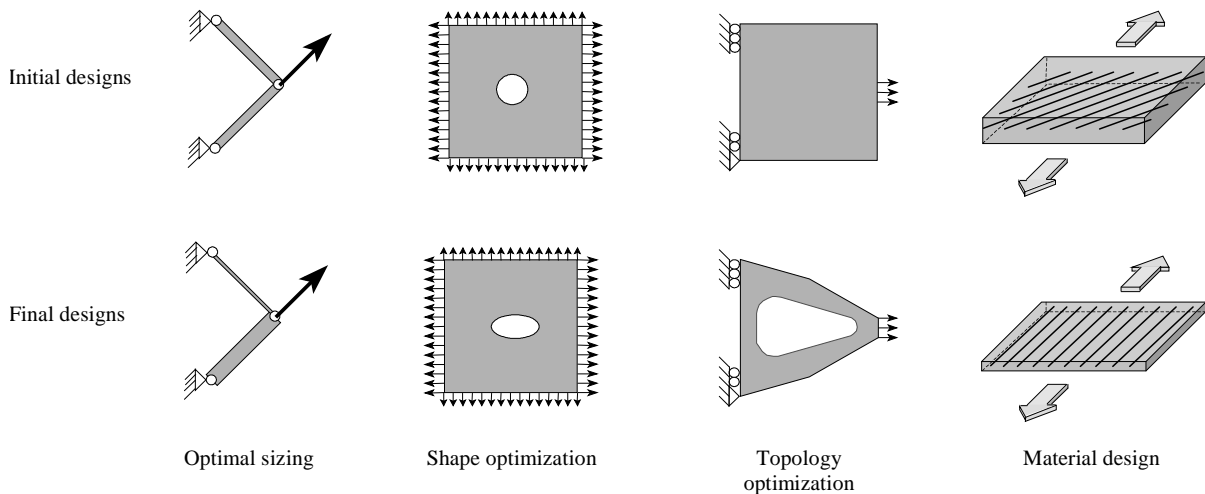 Initial designs
Final designs
Optimal sizing
Shape optimization
Topology
optimization
Material design